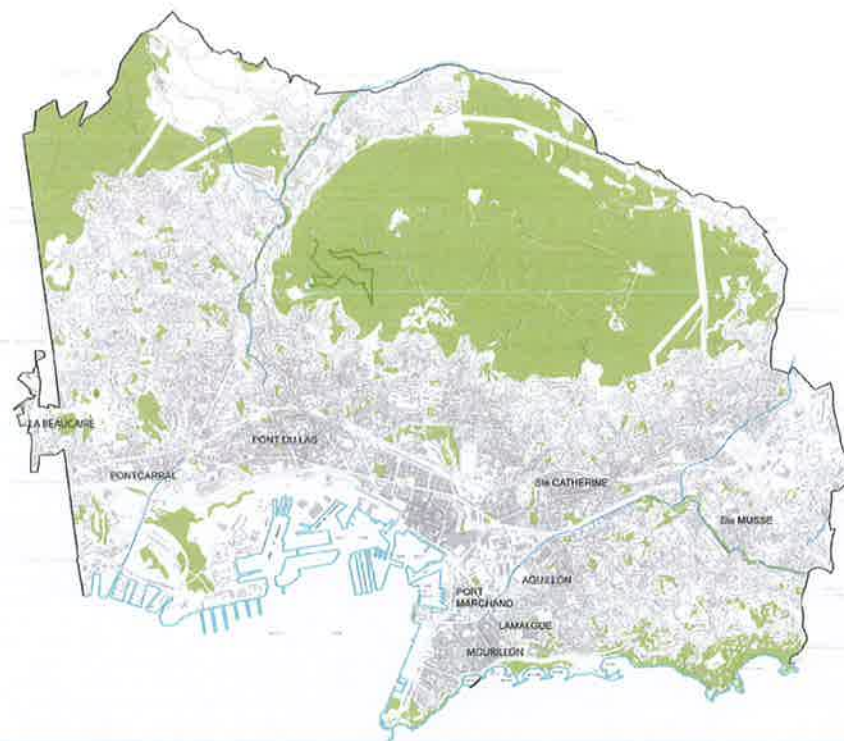 LA BEAUCAIRE
PONT DU LAS
PONTCARRAL
Ste CATHERINE
Ste MUSSE
AGUILLON
PORT
MARCHAND
LAMALGUE
MOURILLON